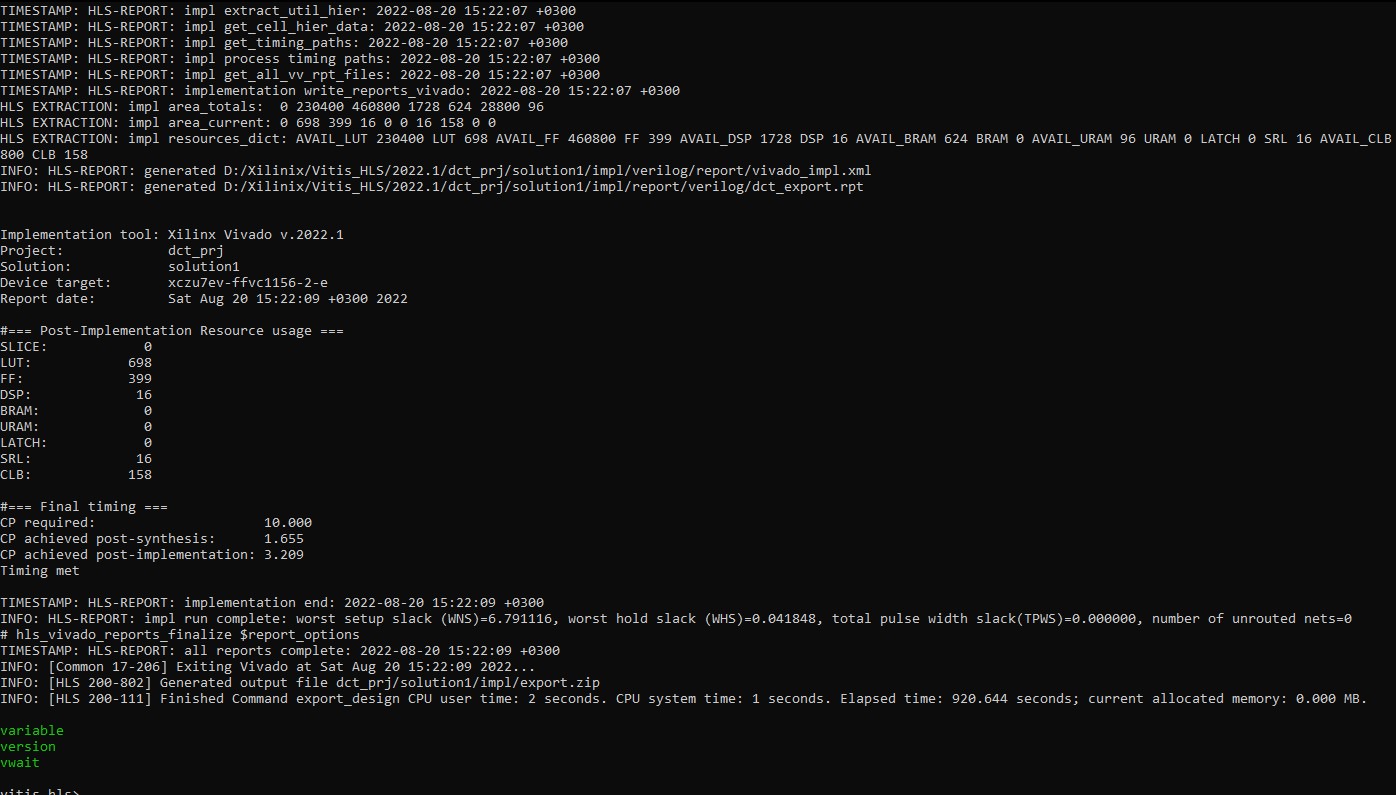 TIMESTAMP: HLS-REPORT: impl extract_util_hier: 2022-08-20 15:22:07 +0300
TIMESTAMP: HLS-REPORT: impl get_cell_hier_data: 2022-08-20 15:22:07 +0300
TIMESTAMP: HLS-REPORT: impl get_timing_paths: 2022-08-20 15:22:07 +0300
TIMESTAMP: HLS-REPORT: impl process timing paths: 2022-08-20 15:22:07 +0300
TIMESTAMP: HLS-REPORT: impl get_all_vv_rpt_files: 2022-08-20 15:22:07 +0300
TIMESTAMP: HLS-REPORT: implementation write_reports_vivado: 2022-08-20 15:22:07 +0300
HLS EXTRACTION: impl area_totals:  0 230400 460800 1728 624 28800 96
HLS EXTRACTION: impl area_current: 0 698 399 16 0 0 16 158 0 0
HLS EXTRACTION: impl resources_dict: AVAIL_LUT 230400 LUT 698 AVAIL_FF 460800 FF 399 AVAIL_DSP 1728 DSP 16 AVAIL_BRAM 624 BRAM 0 AVAIL_URAM 96 URAM 0 LATCH 0 SRL 16 AVAIL_CLB
800 CLB 158
INFO: HLS-REPORT: generated D:/Xilinix/Vitis_HLS/2022.1/dct_prj/solution1/impl/verilog/report/vivado_impl.xml
INFO: HLS-REPORT: generated D:/Xilinix/Vitis_HLS/2022.1/dct_prj/solution1/impl/report/verilog/dct_export.rpt
Implementation tool: Xilinx Vivado v.2022.1
Project:             dct_prj
Solution:            solution1
Device target:       xczu7ev-ffvc1156-2-e
Report date:         Sat Aug 20 15:22:09 +0300 2022
#=== Post-Implementation Resource usage ===
SLICE:            0
LUT:            698
FF:             399
DSP:             16
BRAM:             0
URAM:             0
LATCH:            0
SRL:             16
CLB:            158
#=== Final timing ===
CP required:                     10.000
CP achieved post-synthesis:      1.655
CP achieved post-implementation: 3.209
Timing met
TIMESTAMP: HLS-REPORT: implementation end: 2022-08-20 15:22:09 +0300
INFO: HLS-REPORT: impl run complete: worst setup slack (WNS)=6.791116, worst hold slack (WHS)=0.041848, total pulse width slack(TPWS)=0.000000, number of unrouted nets=0
# hls_vivado_reports_finalize $report_options
TIMESTAMP: HLS-REPORT: all reports complete: 2022-08-20 15:22:09 +0300
INFO: [Common 17-206] Exiting Vivado at Sat Aug 20 15:22:09 2022...
INFO: [HLS 200-802] Generated output file dct_prj/solution1/impl/export.zip
INFO: [HLS 200-111] Finished Command export_design CPU user time: 2 seconds. CPU system time: 1 seconds. Elapsed time: 920.644 seconds; current allocated memory: 0.000 MB.
variable
version
vwait
vitis_hls>